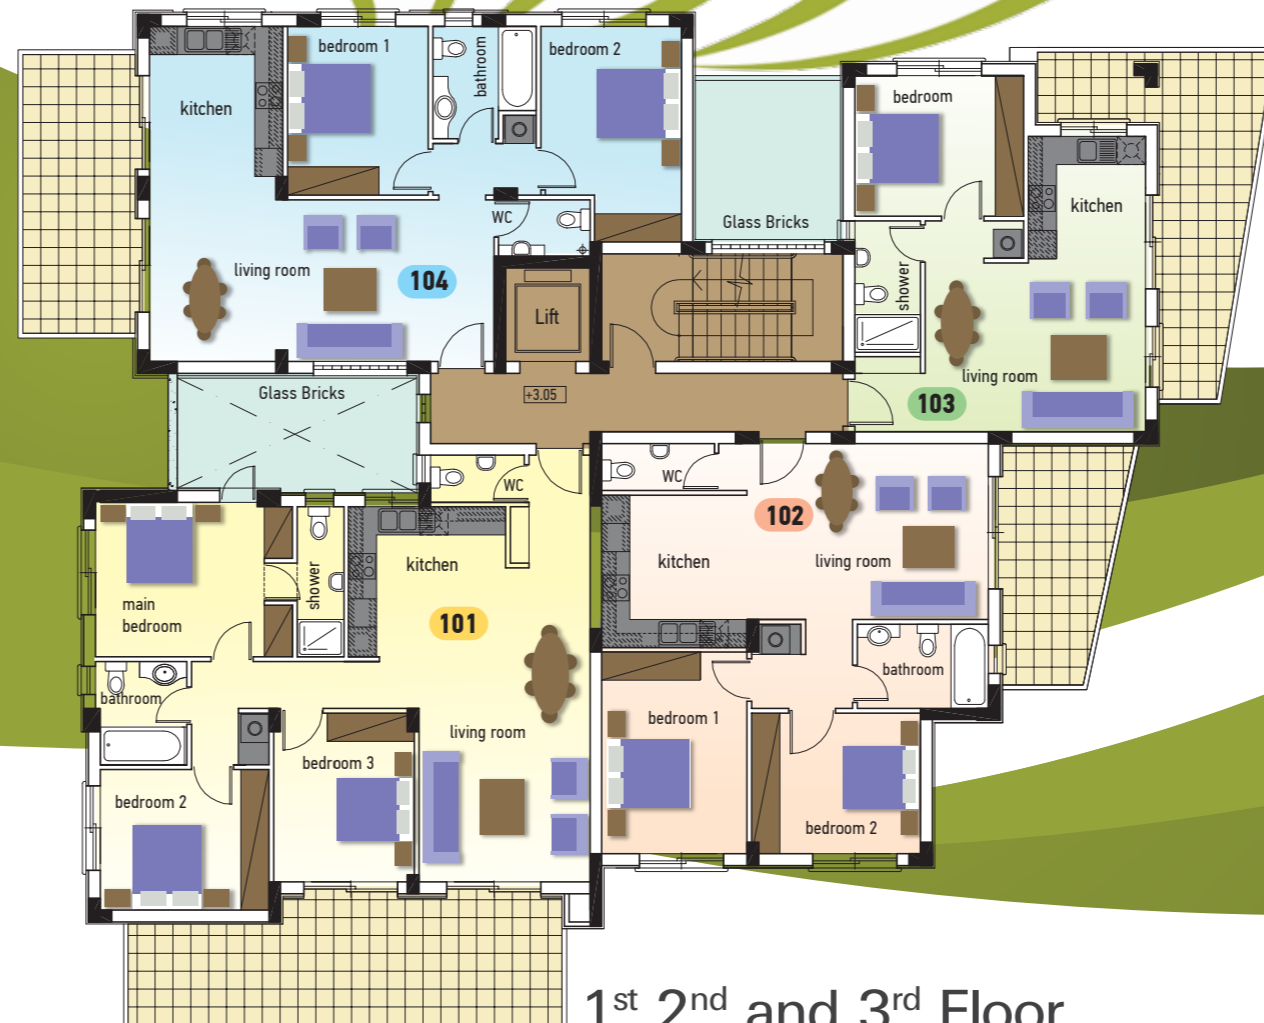 bedroom 1
bathroom
bedroom 2
kitchen
WC
living room
104
Glass Bricks
bedroom
kitchen
shower
living room
103
Lift
+3.05
Glass Bricks
WC
main
bedroom
shower
kitchen
101
bathroom
living room
bedroom 3
bedroom 2
WC
102
kitchen
living room
bathroom
bedroom 1
bedroom 2
1st 2nd and 3rd Floor